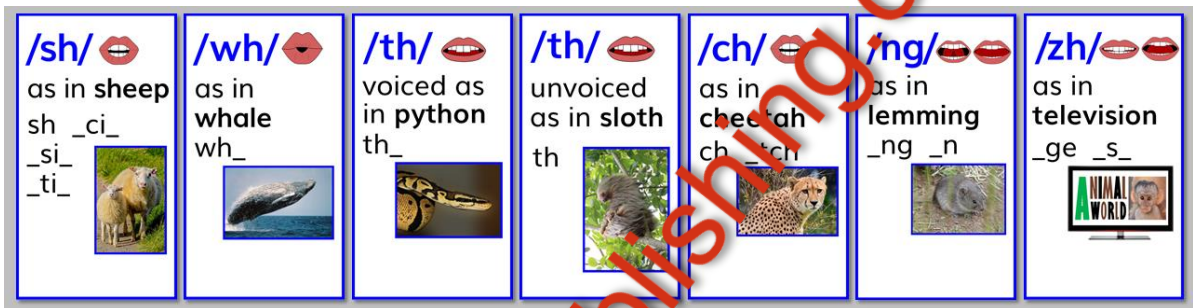 /sh/
as in sheep
sh _ci_
_si_
_ti_
/wh/
as in
whale
wh_
/th/
voiced as
in python
th_
/th/
unvoiced
as in sloth
th
/ch/
as in
cheetah
ch _tch
/ng/
as in
lemming
_ng _n
/zh/
as in
television
_ge _s_
ANIMAL
WORLD